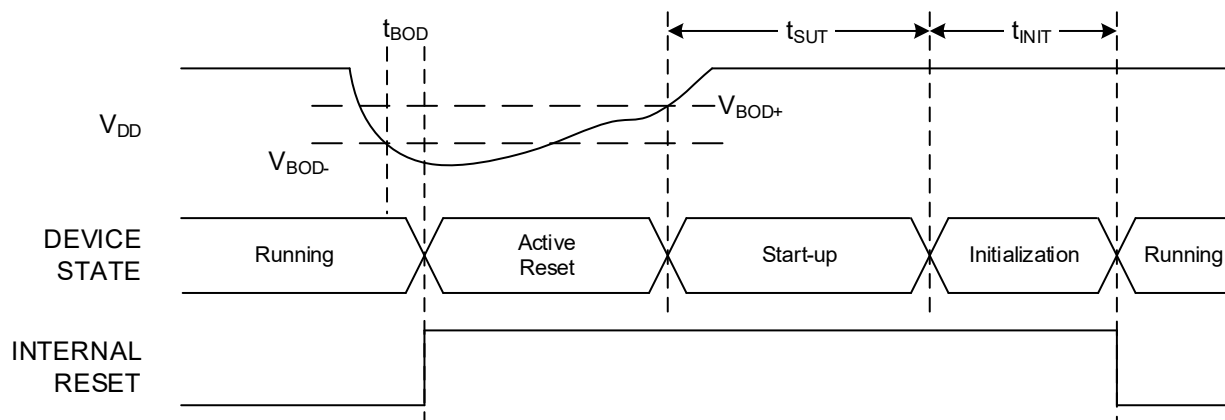 tBOD
tSUT
tINIT
VDD
VBOD+
VBOD-
DEVICE
STATE
Running
Active
Reset
Start-up
Initialization
Running
INTERNAL
RESET